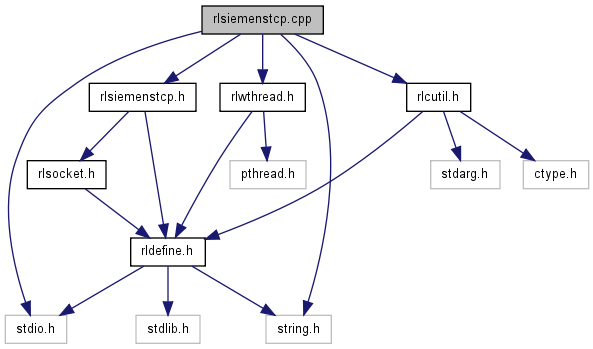 rlsiemenstcp.cpp
rlsiemenstcp.h
rlwthread.h
rlcutil.h
rlsocket.h
pthread.h
stdarg.h
ctype.h
rldefine.h
stdio.h
stdlib.h
string.h